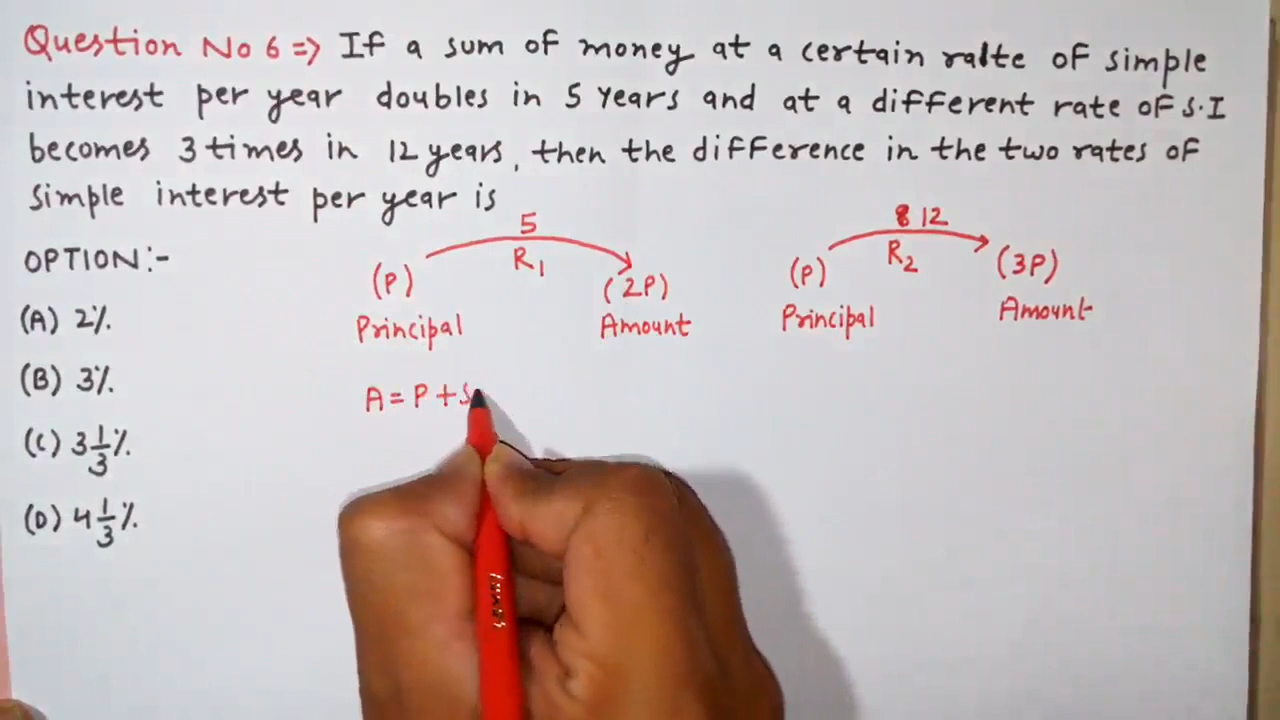 Question No 6 => If a sum of money at a certain ralte of simple
interest per year doubles in 5 Years and at a different rate of S.I
becomes 3 times in 12 years, then the difference in the two rates of
simple interest per year is
OPTION:-
(A) 2%.
(B) 3%.
(C) 3 1/3 %.
(D) 4 1/3 %.
5
(P) R1 (2P)
Principal Amount
8 12
(P) R2 (3P)
Principal Amount
A = P + S